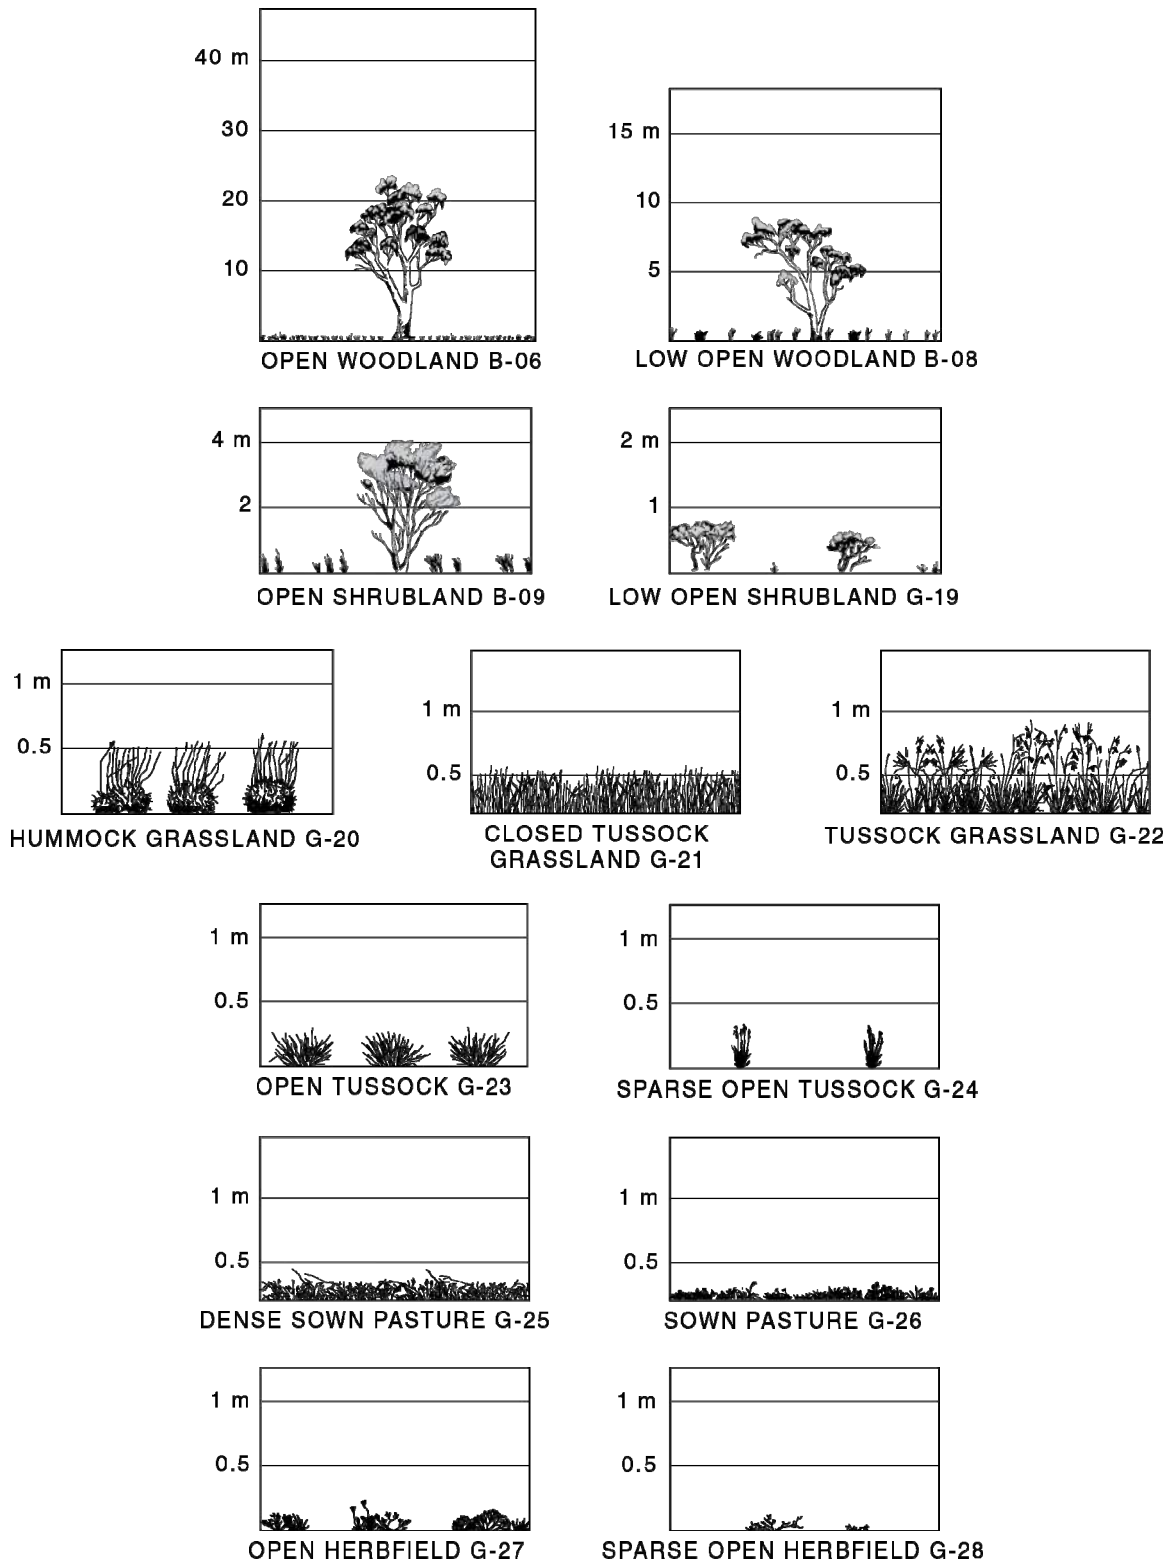 40 m
30
20
10
OPEN WOODLAND B-06
15 m
10
5
LOW OPEN WOODLAND B-08
4 m
2
OPEN SHRUBLAND B-09
2 m
1
LOW OPEN SHRUBLAND G-19
1 m
0.5
HUMMOCK GRASSLAND G-20
1 m
0.5
CLOSED TUSSOCK
GRASSLAND G-21
1 m
0.5
TUSSOCK GRASSLAND G-22
1 m
0.5
OPEN TUSSOCK G-23
1 m
0.5
SPARSE OPEN TUSSOCK G-24
1 m
0.5
DENSE SOWN PASTURE G-25
1 m
0.5
SOWN PASTURE G-26
1 m
0.5
OPEN HERBFIELD G-27
1 m
0.5
SPARSE OPEN HERBFIELD G-28